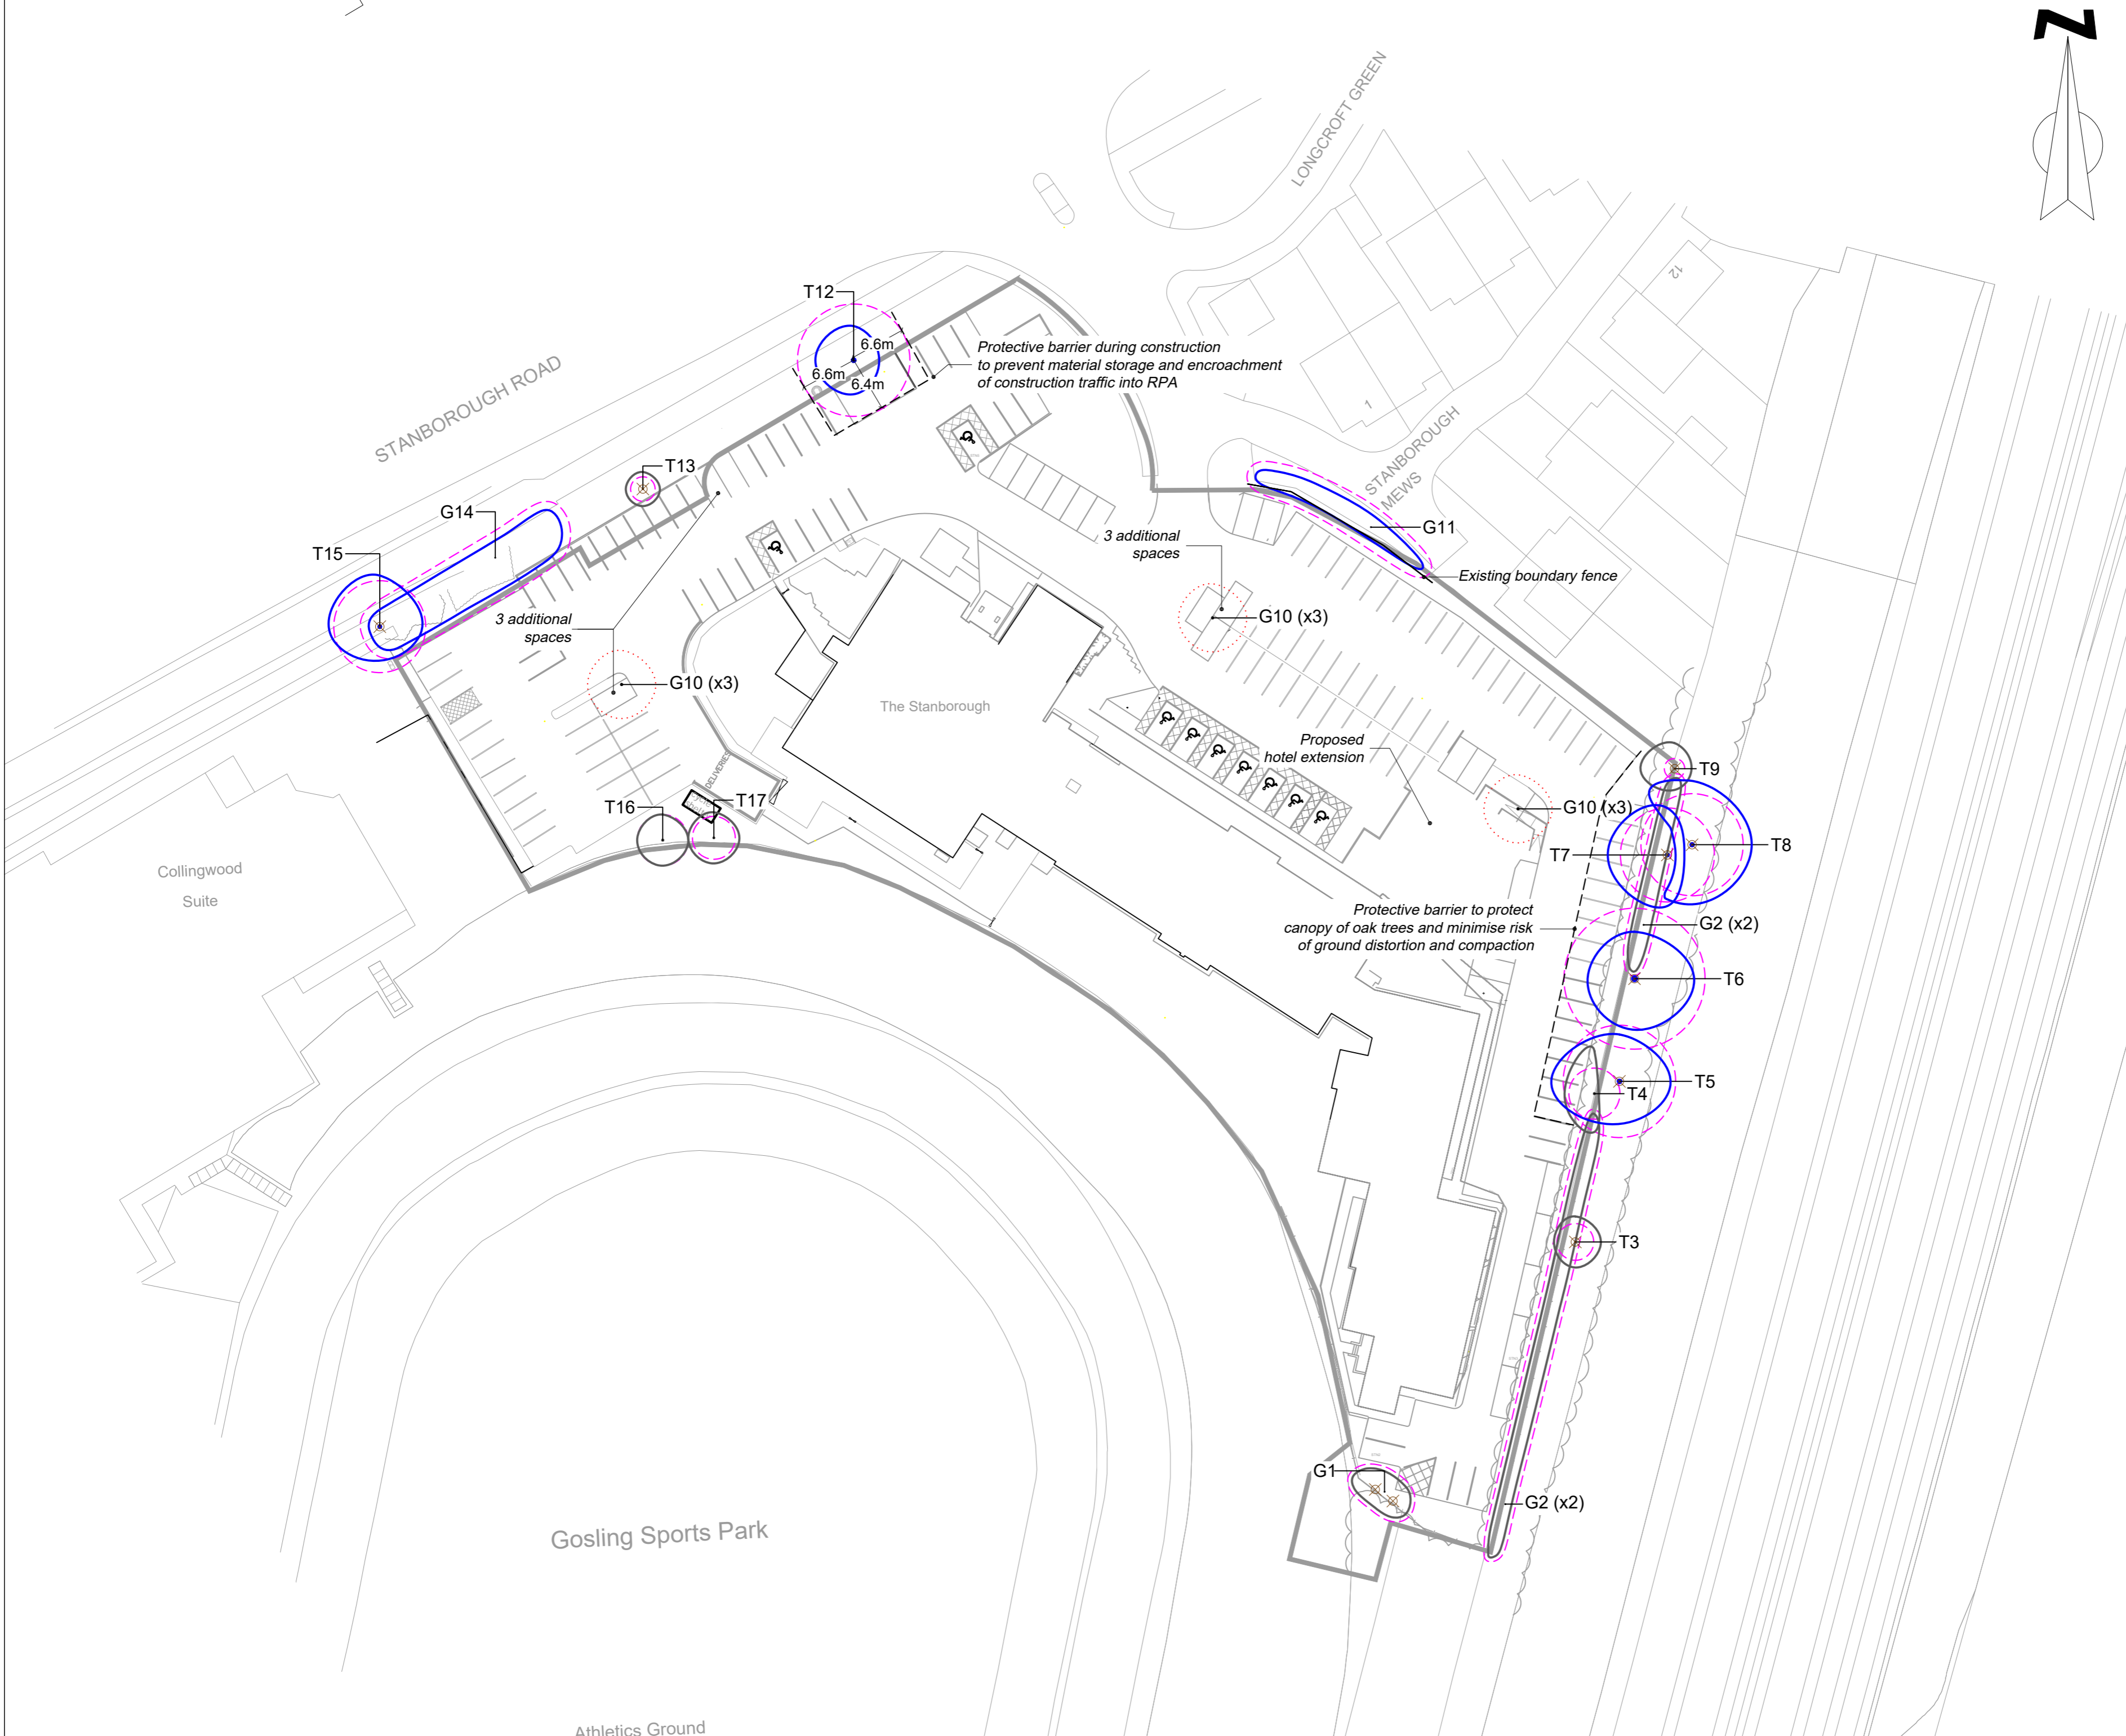 N
LONGCROFT GREEN
12
T12
6.6m
6.6m
6.4m
Protective barrier during construction
to prevent material storage and encroachment
of construction traffic into RPA
STANBOROUGH ROAD
1
STANBOROUGH
MEWS
T13
G14
T15
G11
3 additional
spaces
Existing boundary fence
3 additional
spaces
G10 (x3)
G10 (x3)
The Stanborough
Proposed
hotel extension
T9
DELIVERIES
T16
T17
G10 (x3)
T8
T7
Collingwood
Suite
Protective barrier to protect
canopy of oak trees and minimise risk
of ground distortion and compaction
G2 (x2)
T6
T5
T4
T3
G1
G2 (x2)
Gosling Sports Park
Athletics Ground